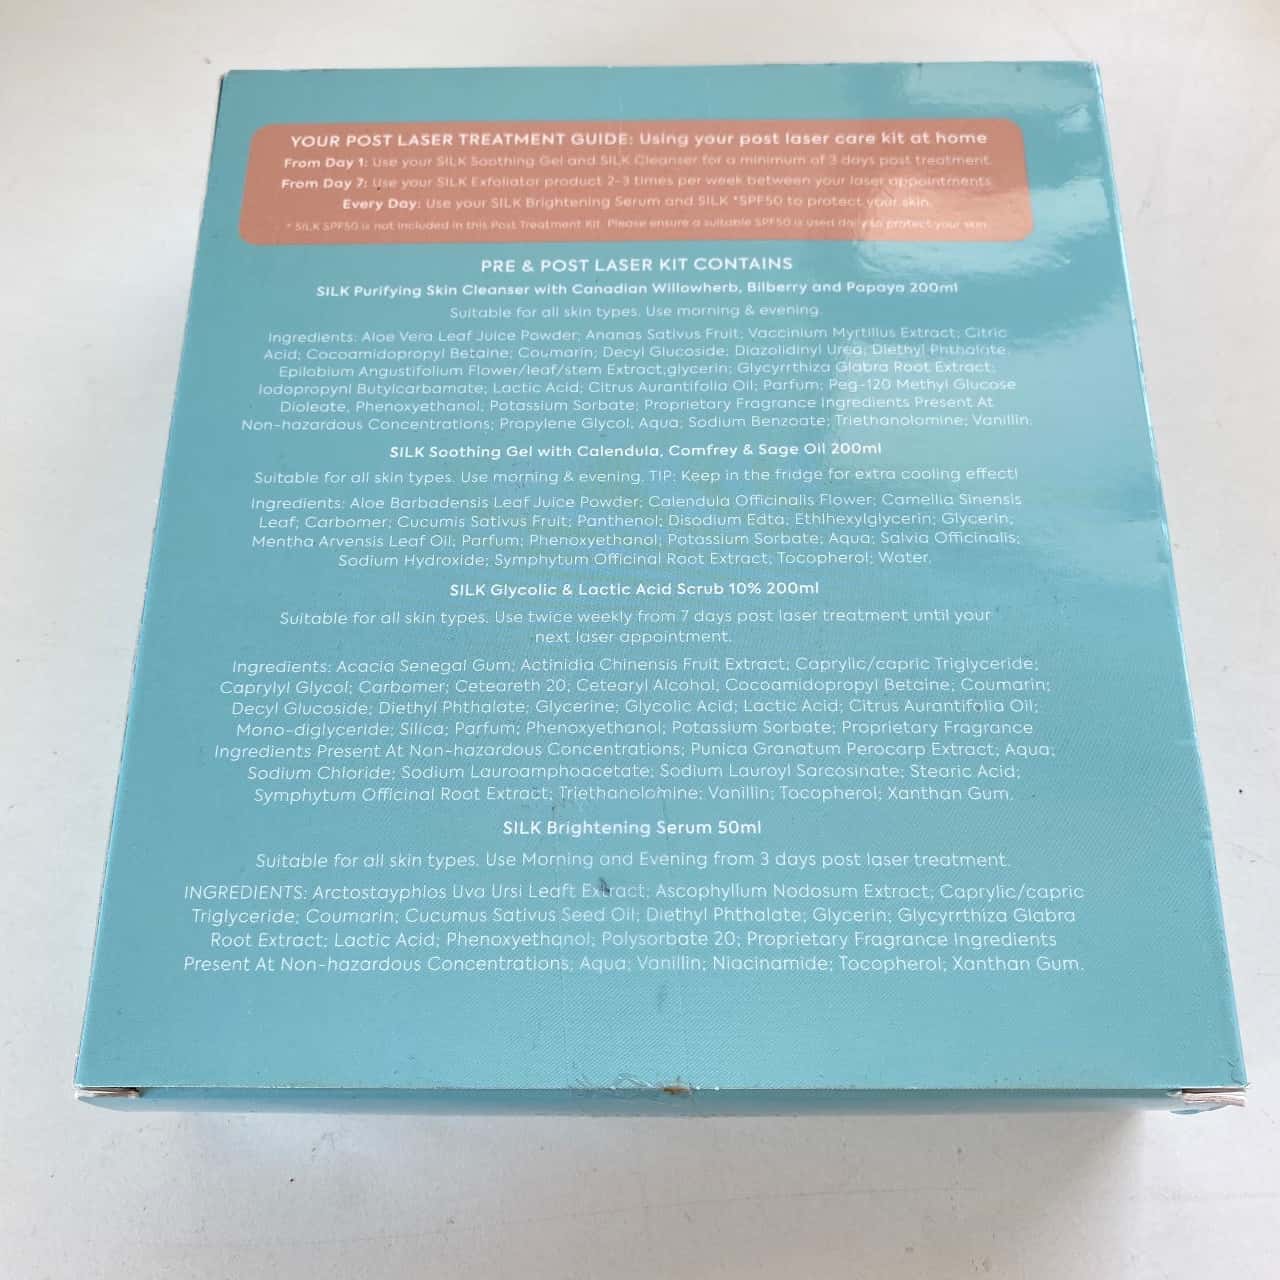 YOUR POST LASER TREATMENT GUIDE: Using your post laser care kit at home
From Day 1: Use your SILK Soothing Gel and SILK Cleanser for a minimum of 3 days post treatment.
From Day 7: Use your SILK Exfoliator product 2-3 times per week between your laser appointments
Every Day: Use your SILK Brightening Serum and SILK *SPF50 to protect your skin.
* SILK SPF50 is not included in this Post Treatment Kit. Please ensure a suitable SPF50 is used daily to protect your skin
PRE & POST LASER KIT CONTAINS
SILK Purifying Skin Cleanser with Canadian Willowherb, Bilberry and Papaya 200ml
Suitable for all skin types. Use morning & evening.
Ingredients: Aloe Vera Leaf Juice Powder; Ananas Sativus Fruit; Vaccinium Myrtillus Extract; Citric
Acid; Cocoamidopropyl Betaine; Coumarin; Decyl Glucoside; Diazolidinyl Urea; Diethyl Phthalate;
Epilobium Angustifolium Flower/leaf/stem Extract;glycerin; Glycyrrthiza Glabra Root Extract;
Iodopropynl Butylcarbamate; Lactic Acid; Citrus Aurantifolia Oil; Parfum; Peg-120 Methyl Glucose
Dioleate, Phenoxyethanol; Potassium Sorbate; Proprietary Fragrance Ingredients Present At
Non-hazardous Concentrations; Propylene Glycol, Aqua; Sodium Benzoate; Triethanolomine; Vanillin.
SILK Soothing Gel with Calendula, Comfrey & Sage Oil 200ml
Suitable for all skin types. Use morning & evening. TIP: Keep in the fridge for extra cooling effect!
Ingredients: Aloe Barbadensis Leaf Juice Powder; Calendula Officinalis Flower; Camellia Sinensis
Leaf; Carbomer; Cucumis Sativus Fruit; Panthenol; Disodium Edta; Ethlhexylglycerin; Glycerin;
Mentha Arvensis Leaf Oil; Parfum; Phenoxyethanol; Potassium Sorbate; Aqua; Salvia Officinalis;
Sodium Hydroxide; Symphytum Officinal Root Extract; Tocopherol; Water.
SILK Glycolic & Lactic Acid Scrub 10% 200ml
Suitable for all skin types. Use twice weekly from 7 days post laser treatment until your
next laser appointment.
Ingredients: Acacia Senegal Gum; Actinidia Chinensis Fruit Extract; Caprylic/capric Triglyceride;
Caprylyl Glycol; Carbomer; Ceteareth 20; Cetearyl Alcohol; Cocoamidopropyl Betaine; Coumarin;
Decyl Glucoside; Diethyl Phthalate; Glycerine; Glycolic Acid; Lactic Acid; Citrus Aurantifolia Oil;
Mono-diglyceride; Silica; Parfum; Phenoxyethanol; Potassium Sorbate; Proprietary Fragrance
Ingredients Present At Non-hazardous Concentrations; Punica Granatum Perocarp Extract; Aqua;
Sodium Chloride; Sodium Lauroamphoacetate; Sodium Lauroyl Sarcosinate; Stearic Acid;
Symphytum Officinal Root Extract; Triethanolomine; Vanillin; Tocopherol; Xanthan Gum.
SILK Brightening Serum 50ml
Suitable for all skin types. Use Morning and Evening from 3 days post laser treatment.
INGREDIENTS: Arctostayphlos Uva Ursi Leaft Extract; Ascophyllum Nodosum Extract; Caprylic/capric
Triglyceride; Coumarin; Cucumus Sativus Seed Oil; Diethyl Phthalate; Glycerin; Glycyrrthiza Glabra
Root Extract; Lactic Acid; Phenoxyethanol; Polysorbate 20; Proprietary Fragrance Ingredients
Present At Non-hazardous Concentrations; Aqua; Vanillin; Niacinamide; Tocopherol; Xanthan Gum.